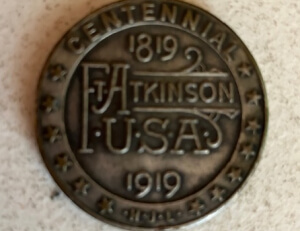 CENTENNIAL
1819
FT. ATKINSON
U.S.A.
1919
·H·J·L·